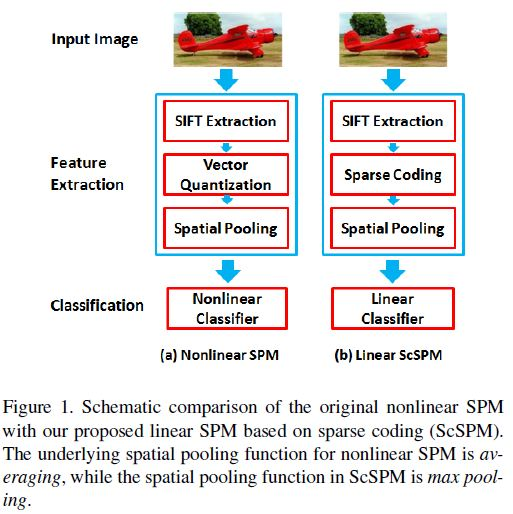 Input Image
SIFT Extraction
SIFT Extraction
Feature
Extraction
Vector
Quantization
Sparse Coding
Spatial Pooling
Spatial Pooling
Classification
Nonlinear
Classifier
Linear
Classifier
(a) Nonlinear SPM
(b) Linear ScSPM
Figure 1. Schematic comparison of the original nonlinear SPM
with our proposed linear SPM based on sparse coding (ScSPM).
The underlying spatial pooling function for nonlinear SPM is av-
eraging, while the spatial pooling function in ScSPM is max pool-
ing.